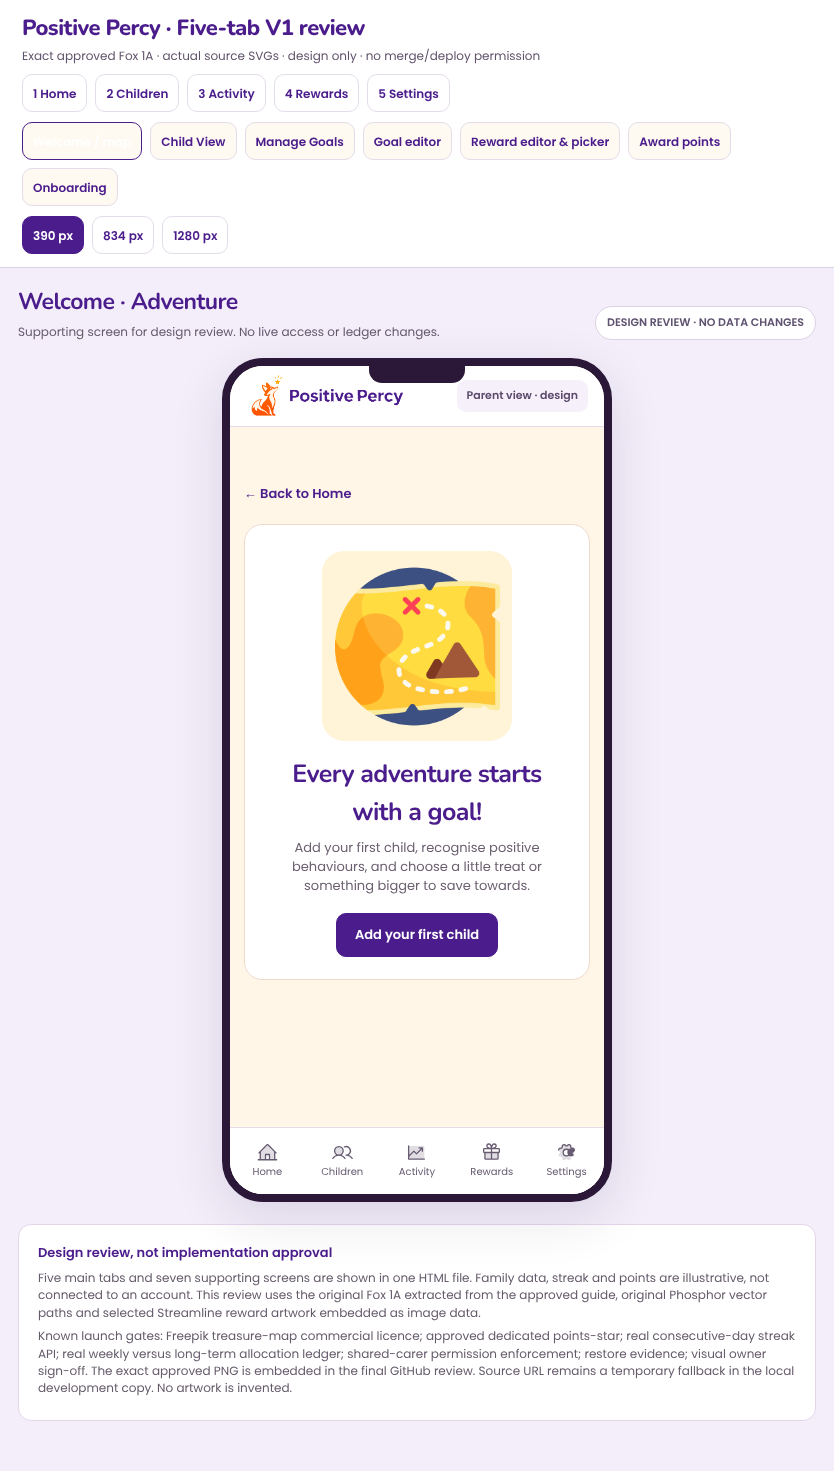 Positive Percy · Five-tab V1 review
Exact approved Fox 1A · actual source SVGs · design only · no merge/deploy permission
1 Home
2 Children
3 Activity
4 Rewards
5 Settings
Welcome / map
Child View
Manage Goals
Goal editor
Reward editor & picker
Award points
Onboarding
390 px
834 px
1280 px
Welcome · Adventure
Supporting screen for design review. No live access or ledger changes.
DESIGN REVIEW · NO DATA CHANGES
Positive Percy
Parent view · design
← Back to Home
Every adventure starts
with a goal!
Add your first child, recognise positive
behaviours, and choose a little treat or
something bigger to save towards.
Add your first child
Home
Children
Activity
Rewards
Settings
Design review, not implementation approval
Five main tabs and seven supporting screens are shown in one HTML file. Family data, streak and points are illustrative, not
connected to an account. This review uses the original Fox 1A extracted from the approved guide, original Phosphor vector
paths and selected Streamline reward artwork embedded as image data.
Known launch gates: Freepik treasure-map commercial licence; approved dedicated points-star; real consecutive-day streak
API; real weekly versus long-term allocation ledger; shared-carer permission enforcement; restore evidence; visual owner
sign-off. The exact approved PNG is embedded in the final GitHub review. Source URL remains a temporary fallback in the local
development copy. No artwork is invented.